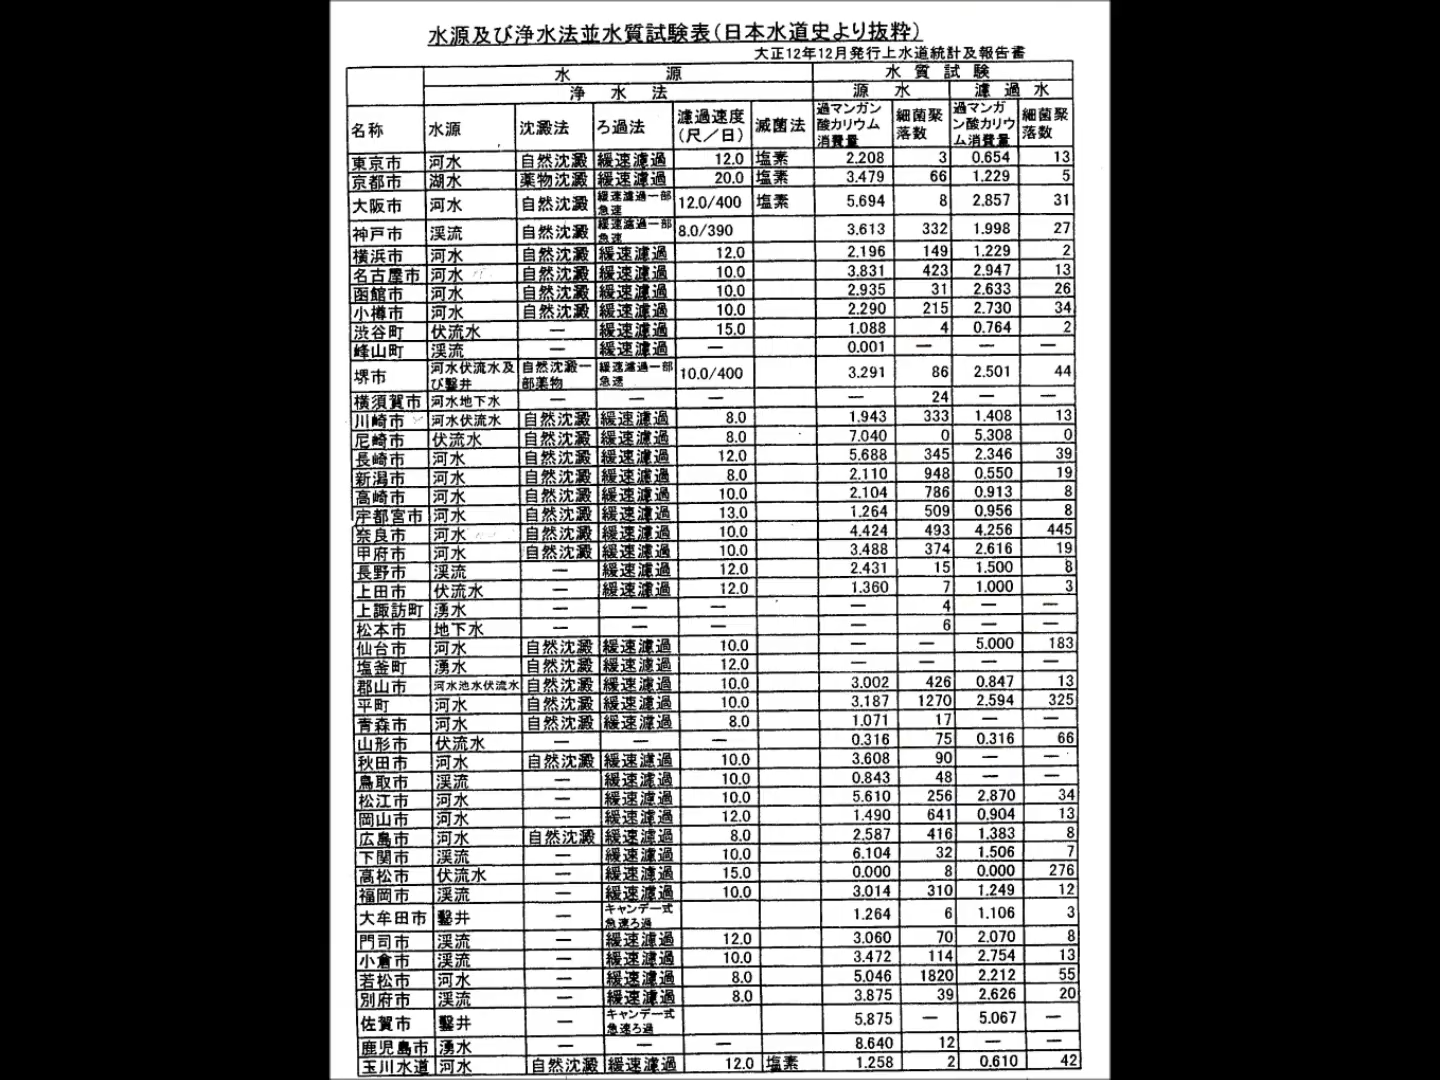 水源及び浄水法並水質試験表(日本水道史より抜粋)
大正12年12月発行上水道統計及報告書
水 源 水 質 試 験
浄 水 法 源 水 濾 過 水
名称 水源 沈澱法 ろ過法 濾過速度(尺/日) 滅菌法 過マンガン酸カリウム消費量 細菌聚落数 過マンガン酸カリウム消費量 細菌聚落数
東京市 河水 自然沈澱 緩速濾過 12.0 塩素 2.208 3 0.654 13
京都市 湖水 薬物沈澱 緩速濾過 20.0 塩素 3.479 66 1.229 5
大阪市 河水 自然沈澱 緩速濾過一部急速 12.0/400 塩素 5.694 8 2.857 31
神戸市 渓流 自然沈澱 緩速濾過一部急速 8.0/390 3.613 332 1.998 27
横浜市 河水 自然沈澱 緩速濾過 12.0 2.196 149 1.229 2
名古屋市 河水 自然沈澱 緩速濾過 10.0 3.831 423 2.947 13
函館市 河水 自然沈澱 緩速濾過 10.0 2.935 31 2.633 26
小樽市 河水 自然沈澱 緩速濾過 10.0 2.290 215 2.730 34
渋谷町 伏流水 — 緩速濾過 15.0 1.088 4 0.764 2
峰山町 渓流 緩速濾過 — 0.001 — — —
堺市 河水伏流水及び鑿井 自然沈澱一部薬物 緩速濾過一部急速 10.0/400 3.291 86 2.501 44
横須賀市 河水地下水 — — — — 24 — —
川崎市 河水伏流水 自然沈澱 緩速濾過 8.0 1.943 333 1.408 13
尼崎市 伏流水 自然沈澱 緩速濾過 8.0 7.040 0 5.308 0
長崎市 河水 自然沈澱 緩速濾過 12.0 5.688 345 2.346 39
新潟市 河水 自然沈澱 緩速濾過 8.0 2.110 948 0.550 19
高崎市 河水 自然沈澱 緩速濾過 10.0 2.104 786 0.913 8
宇都宮市 河水 自然沈澱 緩速濾過 13.0 1.264 509 0.956 8
奈良市 河水 自然沈澱 緩速濾過 10.0 4.424 493 4.256 445
甲府市 河水 自然沈澱 緩速濾過 10.0 3.488 374 2.616 19
長野市 渓流 — 緩速濾過 12.0 2.431 15 1.500 8
上田市 伏流水 — 緩速濾過 12.0 1.360 7 1.000 3
上諏訪町 湧水 — — — — 4 — —
松本市 地下水 — — — — 6 — —
仙台市 河水 自然沈澱 緩速濾過 10.0 — — 5.000 183
塩釜町 湧水 自然沈澱 緩速濾過 12.0 — — — —
郡山市 河水池水伏流水 自然沈澱 緩速濾過 10.0 3.002 426 0.847 13
平町 河水 自然沈澱 緩速濾過 10.0 3.187 1270 2.594 325
青森市 河水 自然沈澱 緩速濾過 8.0 1.071 17 — —
山形市 伏流水 — — — 0.316 75 0.316 66
秋田市 河水 自然沈澱 緩速濾過 10.0 3.608 90 — —
鳥取市 渓流 — 緩速濾過 10.0 0.843 48 — —
松江市 河水 — 緩速濾過 10.0 5.610 256 2.870 34
岡山市 河水 — 緩速濾過 12.0 1.490 641 0.904 13
広島市 河水 自然沈澱 緩速濾過 8.0 2.587 416 1.383 8
下関市 渓流 — 緩速濾過 10.0 6.104 32 1.506 7
高松市 伏流水 — 緩速濾過 15.0 0.000 8 0.000 276
福岡市 渓流 — 緩速濾過 10.0 3.014 310 1.249 12
大牟田市 鑿井 — キャンデー式急速ろ過 1.264 6 1.106 3
門司市 渓流 — 緩速濾過 12.0 3.060 70 2.070 8
小倉市 渓流 — 緩速濾過 10.0 3.472 114 2.754 13
若松市 河水 — 緩速濾過 8.0 5.046 1820 2.212 55
別府市 渓流 — 緩速濾過 8.0 3.875 39 2.626 20
佐賀市 鑿井 — キャンデー式急速ろ過 5.875 — 5.067 —
鹿児島市 湧水 — — — 8.640 12 — —
玉川水道 河水 自然沈澱 緩速濾過 12.0 塩素 1.258 2 0.610 42